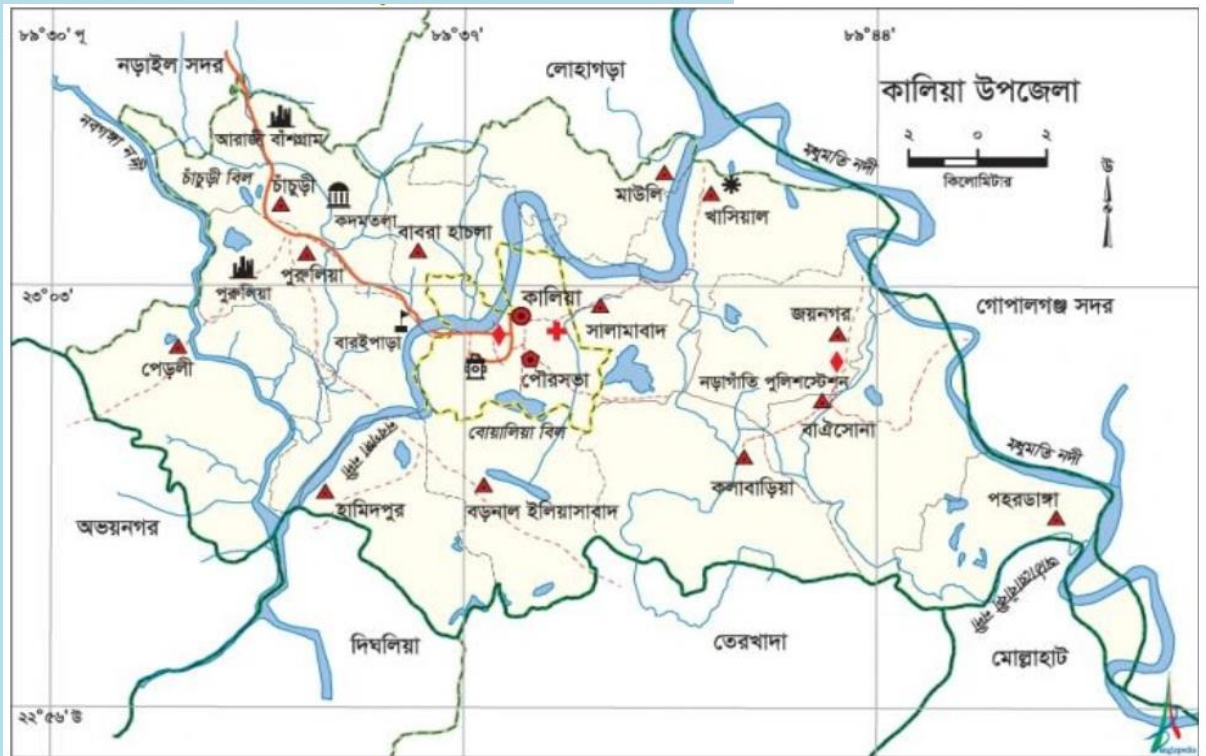 ৮৯°৩০' পূ
৮৯°৩৭'
৮৯°৪৪'
নড়াইল সদর
লোহাগড়া
কালিয়া উপজেলা
২ ০ ২
কিলোমিটার
উ
নবগঙ্গা নদী
আরাজী বাঁশগ্রাম
মধুমতি নদী
চাঁচুড়ী বিল
চাঁচুড়ী
মাউলি
খাসিয়াল
কদমতলা
বাবরা হাচলা
পুরুলিয়া
পুরুলিয়া
২৩°০৩'
কালিয়া
গোপালগঞ্জ সদর
সালামাবাদ
জয়নগর
বারইপাড়া
পেড়লী
পৌরসভা
নড়াগাঁতি পুলিশস্টেশন
বোয়ালিয়া বিল
বাঐসোনা
নবগঙ্গা নদী
মধুমতি নদী
কলাবাড়িয়া
হামিদপুর
বড়নাল ইলিয়াসাবাদ
পহরডাঙ্গা
অভয়নগর
দিঘলিয়া
তেরখাদা
মোল্লাহাট
২২°৫৬' উ